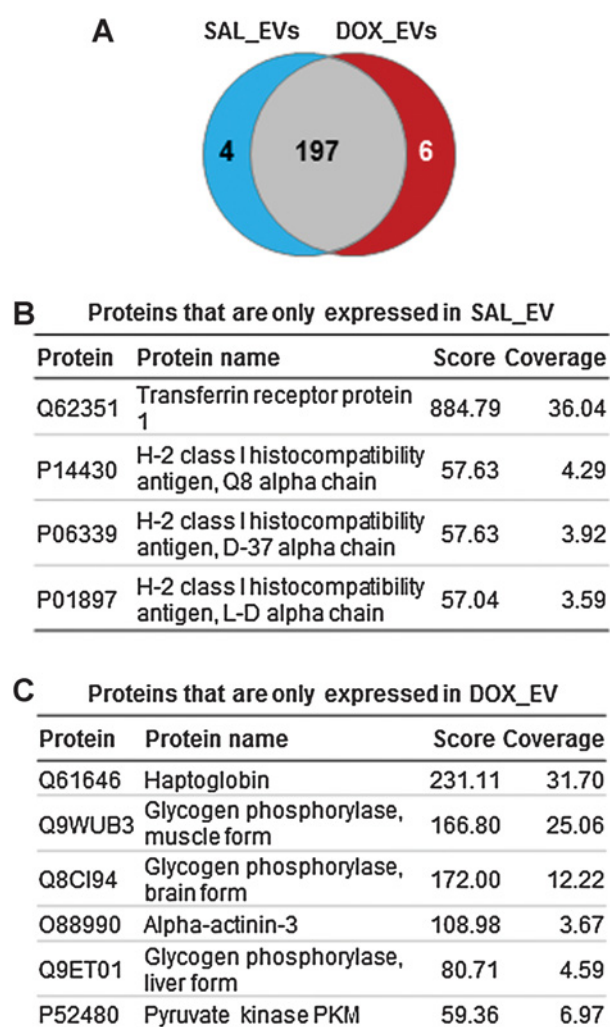 A
SAL_EVs DOX_EVs
4 197 6
B Proteins that are only expressed in SAL_EV
Protein Protein name Score Coverage
Q62351 Transferrin receptor protein 1 884.79 36.04
P14430 H-2 class I histocompatibility antigen, Q8 alpha chain 57.63 4.29
P06339 H-2 class I histocompatibility antigen, D-37 alpha chain 57.63 3.92
P01897 H-2 class I histocompatibility antigen, L-D alpha chain 57.04 3.59
C Proteins that are only expressed in DOX_EV
Protein Protein name Score Coverage
Q61646 Haptoglobin 231.11 31.70
Q9WUB3 Glycogen phosphorylase, muscle form 166.80 25.06
Q8CI94 Glycogen phosphorylase, brain form 172.00 12.22
O88990 Alpha-actinin-3 108.98 3.67
Q9ET01 Glycogen phosphorylase, liver form 80.71 4.59
P52480 Pyruvate kinase PKM 59.36 6.97